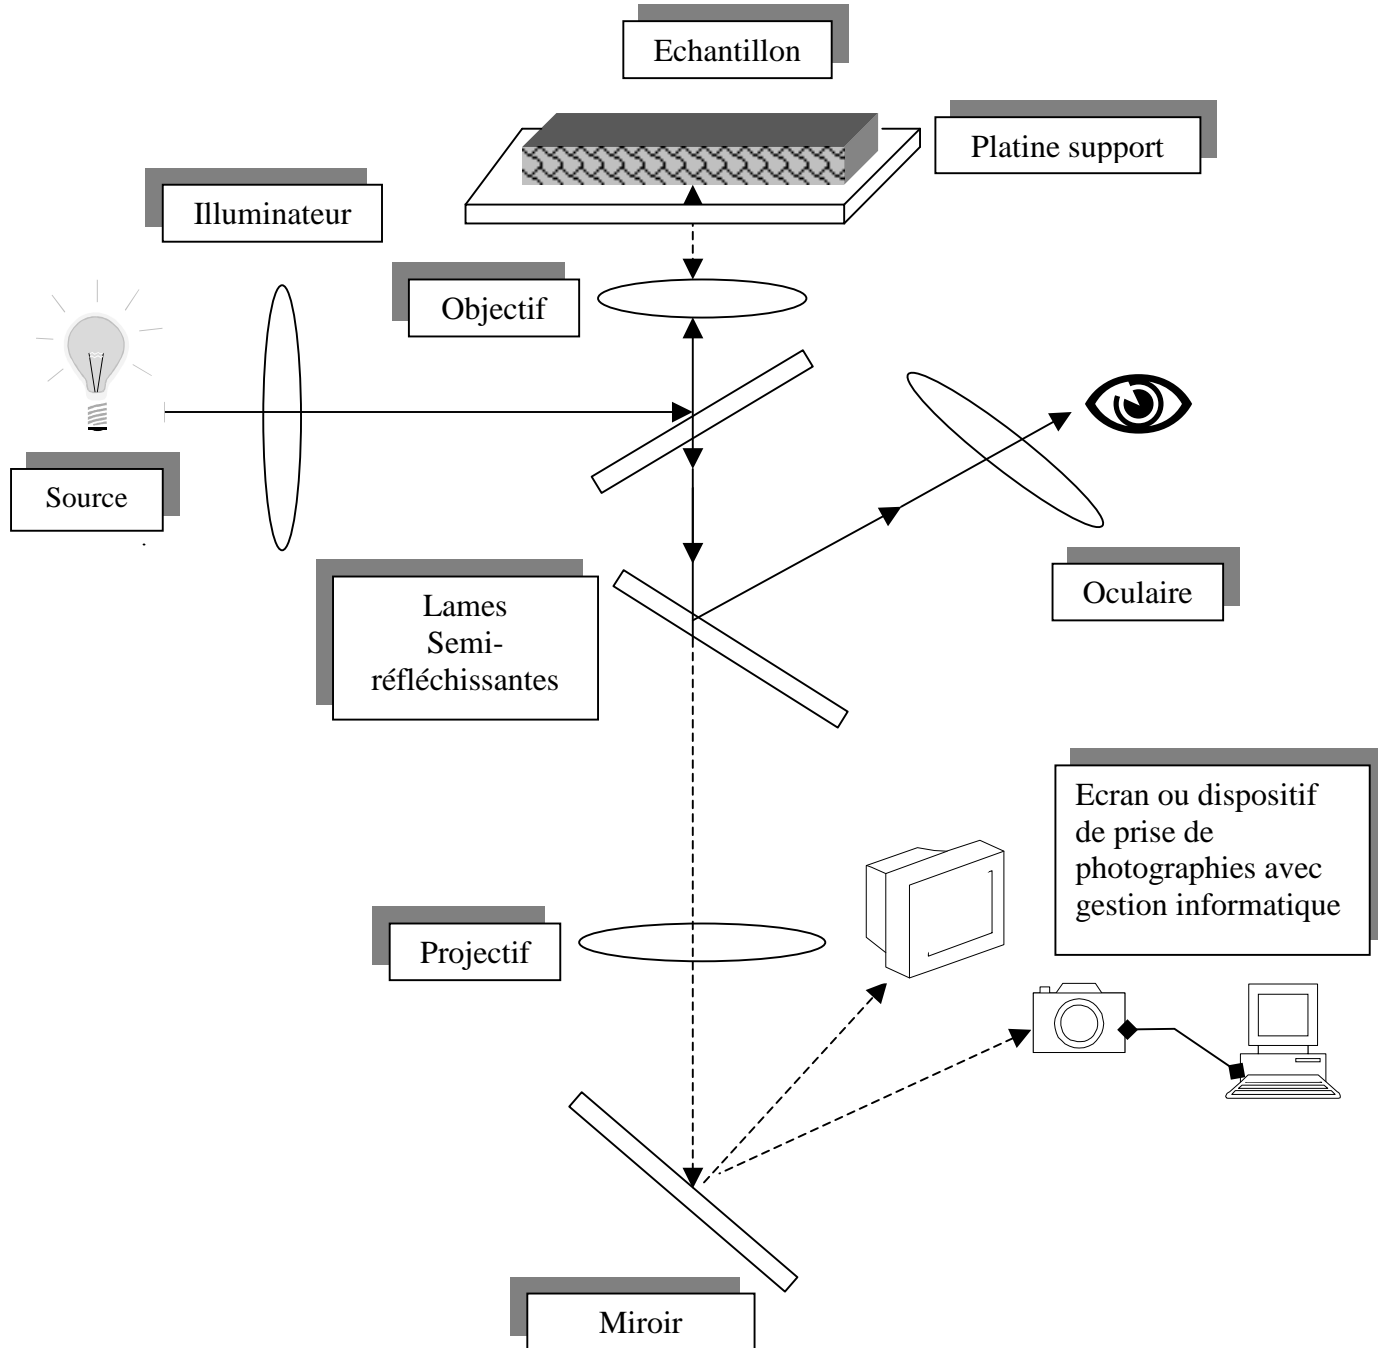 Echantillon
Platine support
Illuminateur
Objectif
Source
Lames
Semi-
réfléchissantes
Oculaire
Ecran ou dispositif
de prise de
photographies avec
gestion informatique
Projectif
Miroir